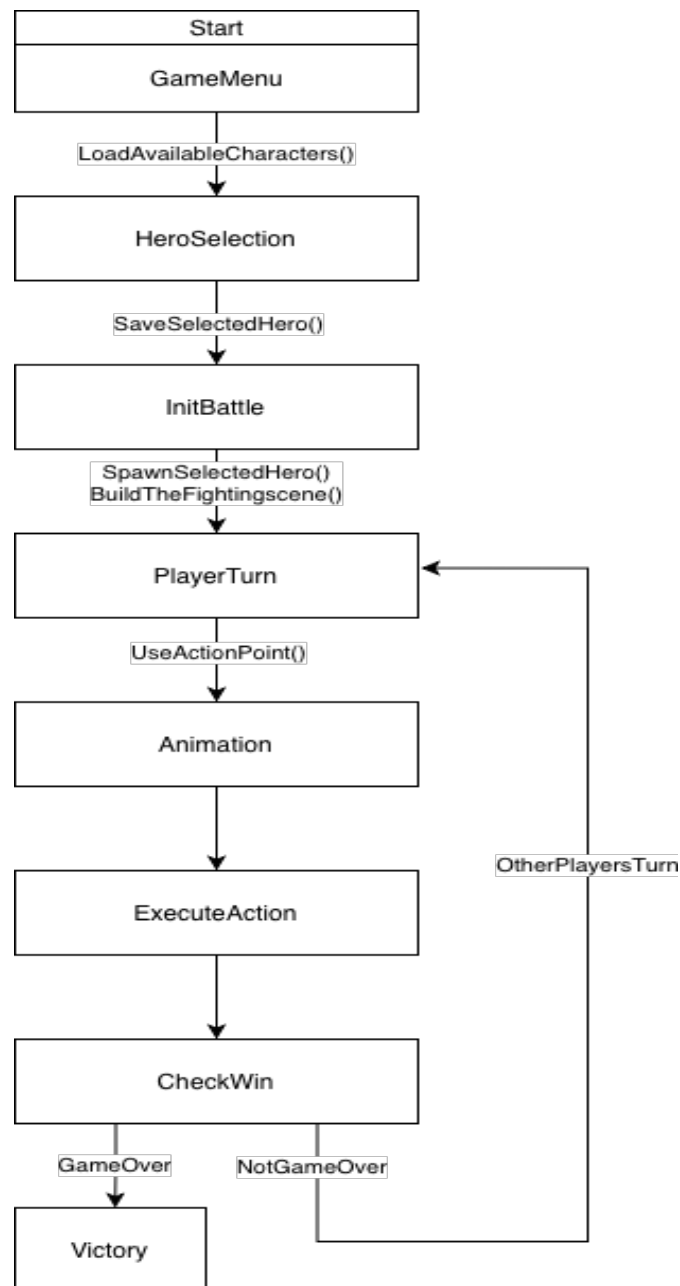 Start
GameMenu
LoadAvailableCharacters()
HeroSelection
SaveSelectedHero()
InitBattle
SpawnSelectedHero()
BuildTheFightingscene()
PlayerTurn
UseActionPoint()
Animation
OtherPlayersTurn
ExecuteAction
CheckWin
GameOver
NotGameOver
Victory